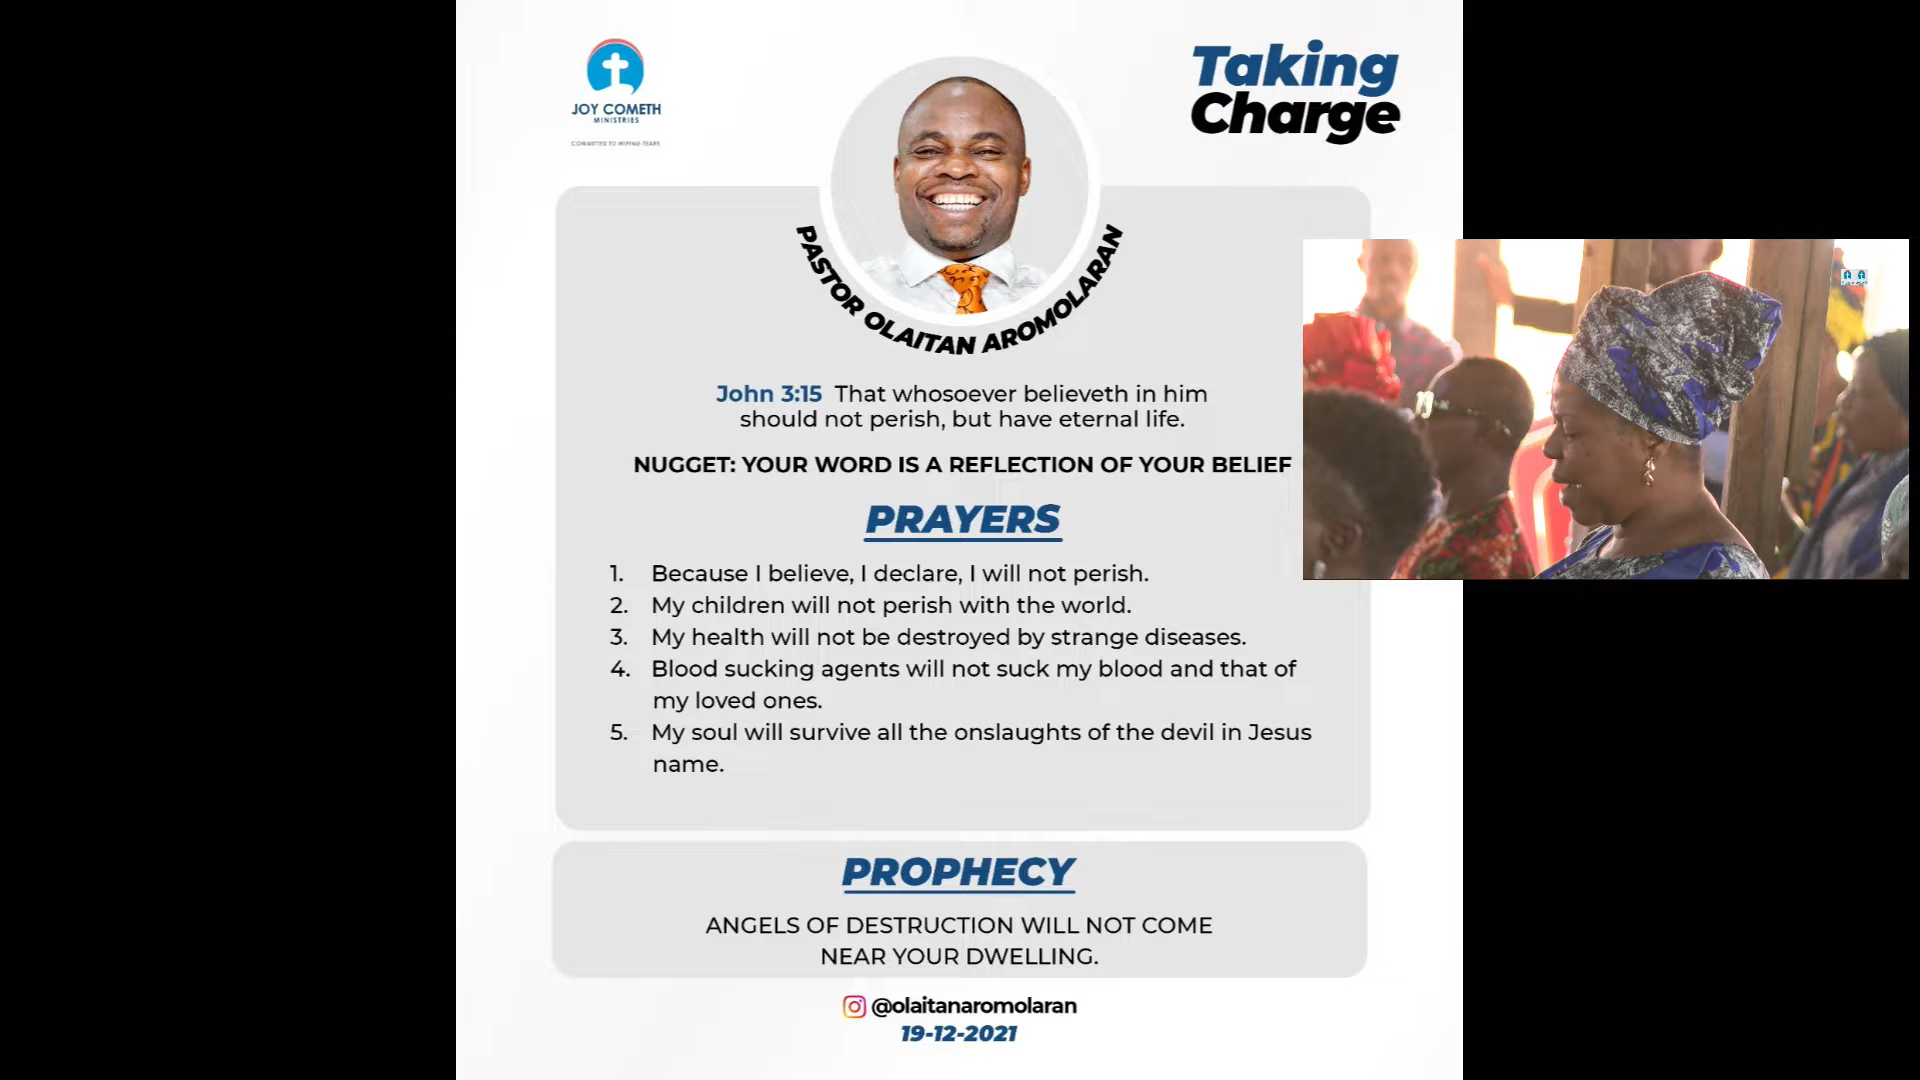 JOY COMETH
MINISTRIES
COMMITTED TO WIPING TEARS
Taking
Charge
PASTOR OLAITAN AROMOLARAN
John 3:15 That whosoever believeth in him
should not perish, but have eternal life.
NUGGET: YOUR WORD IS A REFLECTION OF YOUR BELIEF
PRAYERS
1. Because I believe, I declare, I will not perish.
2. My children will not perish with the world.
3. My health will not be destroyed by strange diseases.
4. Blood sucking agents will not suck my blood and that of
my loved ones.
5. My soul will survive all the onslaughts of the devil in Jesus
name.
PROPHECY
ANGELS OF DESTRUCTION WILL NOT COME
NEAR YOUR DWELLING.
@olaitanaromolaran
19-12-2021